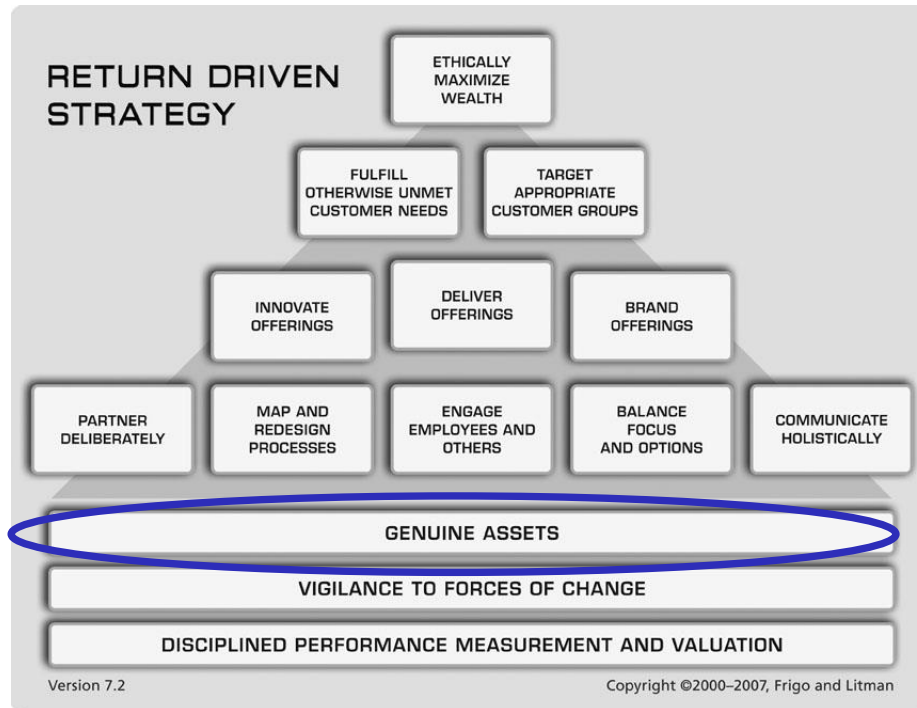 RETURN DRIVEN
STRATEGY
ETHICALLY
MAXIMIZE
WEALTH
FULFILL
OTHERWISE UNMET
CUSTOMER NEEDS
TARGET
APPROPRIATE
CUSTOMER GROUPS
INNOVATE
OFFERINGS
DELIVER
OFFERINGS
BRAND
OFFERINGS
PARTNER
DELIBERATELY
MAP AND
REDESIGN
PROCESSES
ENGAGE
EMPLOYEES AND
OTHERS
BALANCE
FOCUS
AND OPTIONS
COMMUNICATE
HOLISTICALLY
GENUINE ASSETS
VIGILANCE TO FORCES OF CHANGE
DISCIPLINED PERFORMANCE MEASUREMENT AND VALUATION
Version 7.2
Copyright ©2000–2007, Frigo and Litman